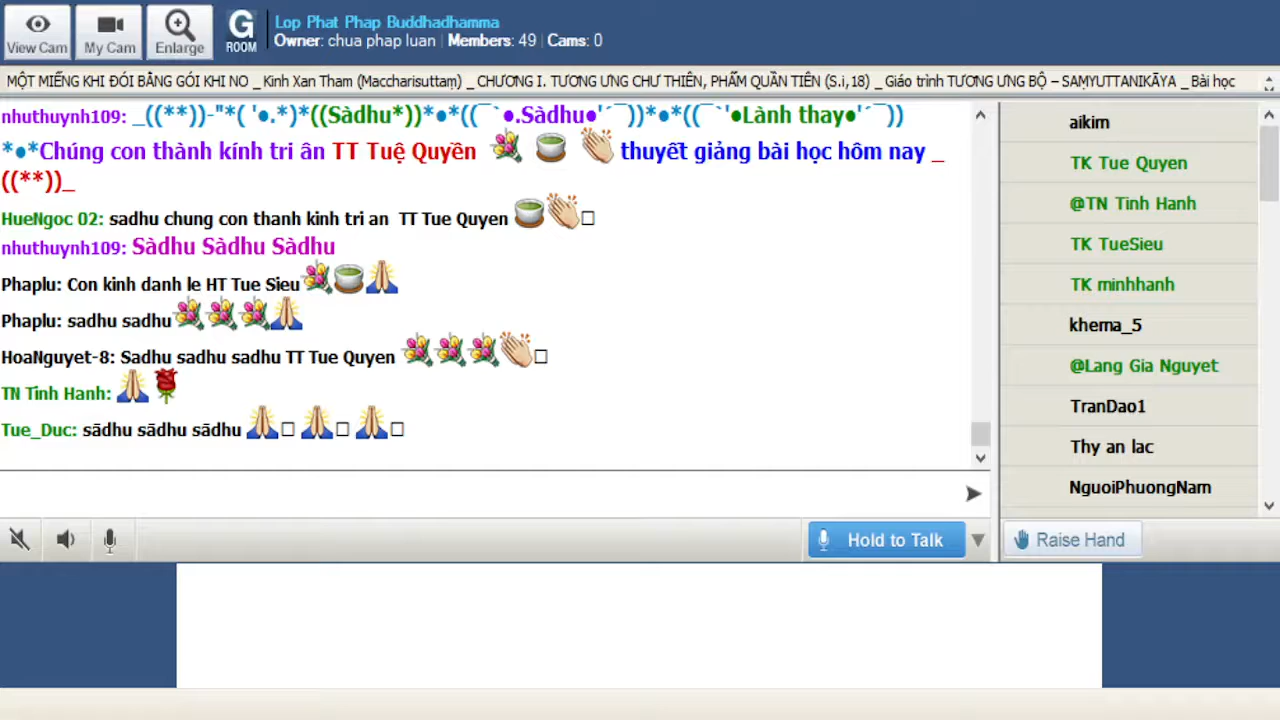 View Cam
My Cam
Enlarge
G ROOM
Lop Phat Phap Buddhadhamma
Owner: chua phap luan | Members: 49 | Cams: 0
MỘT MIẾNG KHI ĐÓI BẰNG GÓI KHI NO _ Kinh Xan Tham (Maccharisuttaṃ) _ CHƯƠNG I. TƯƠNG ƯNG CHƯ THIÊN, PHẨM QUẦN TIÊN (S.i,18) _ Giáo trình TƯƠNG ƯNG BỘ – SAṂYUTTANIKĀYA _ Bài học
nhuthuynh109: _((**))-"*( '●.*)*((Sàdhu*))*●*((¯`●.Sàdhu●'´¯))*●*((¯`'●Lành thay●'´¯))
*●*Chúng con thành kính tri ân TT Tuệ Quyền 💐 🍵 👏 thuyết giảng bài học hôm nay _
((**))_
HueNgoc 02: sadhu chung con thanh kinh tri an TT Tue Quyen 🍵👏□
nhuthuynh109: Sàdhu Sàdhu Sàdhu
Phaplu: Con kinh danh le HT Tue Sieu💐🍵🙏
Phaplu: sadhu sadhu💐💐💐🙏
HoaNguyet-8: Sadhu sadhu sadhu TT Tue Quyen 💐💐💐👏□
TN Tinh Hanh: 🙏🌹
Tue_Duc: sādhu sādhu sādhu 🙏□ 🙏□ 🙏□
Hold to Talk
aikim
TK Tue Quyen
@TN Tinh Hanh
TK TueSieu
TK minhhanh
khema_5
@Lang Gia Nguyet
TranDao1
Thy an lac
NguoiPhuongNam
Raise Hand